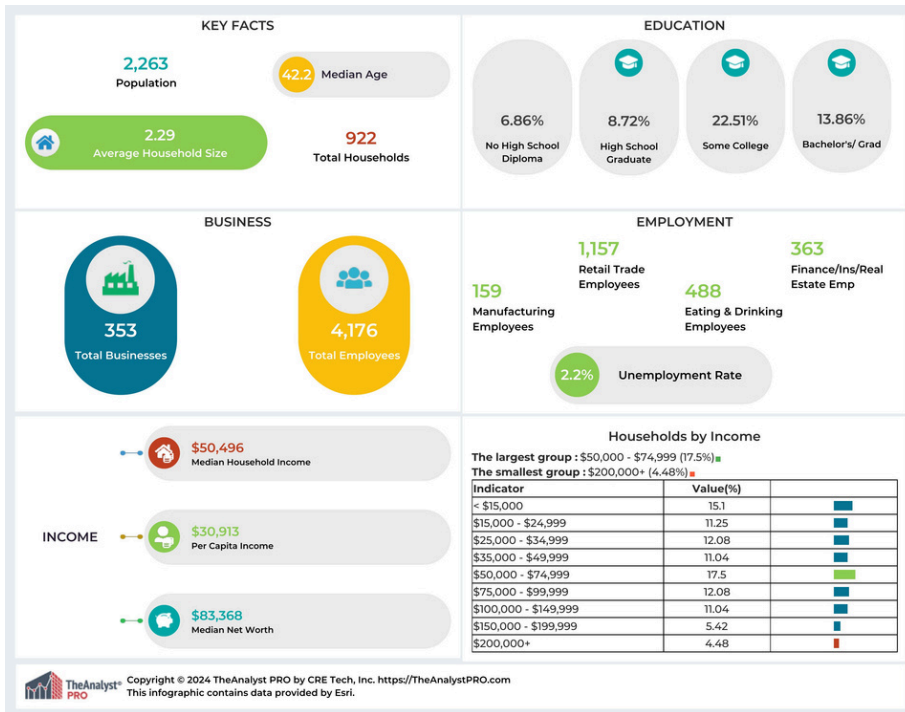 KEY FACTS
2,263
Population
42.2 Median Age
2.29
Average Household Size
922
Total Households
EDUCATION
6.86%
No High School
Diploma
8.72%
High School
Graduate
22.51%
Some College
13.86%
Bachelor's/ Grad
BUSINESS
353
Total Businesses
4,176
Total Employees
EMPLOYMENT
159
Manufacturing
Employees
1,157
Retail Trade
Employees
488
Eating & Drinking
Employees
363
Finance/Ins/Real
Estate Emp
2.2% Unemployment Rate
INCOME
$50,496
Median Household Income
$30,913
Per Capita Income
$83,368
Median Net Worth
Households by Income
The largest group : $50,000 - $74,999 (17.5%)
The smallest group : $200,000+ (4.48%)
Indicator Value(%)
< $15,000 15.1
$15,000 - $24,999 11.25
$25,000 - $34,999 12.08
$35,000 - $49,999 11.04
$50,000 - $74,999 17.5
$75,000 - $99,999 12.08
$100,000 - $149,999 11.04
$150,000 - $199,999 5.42
$200,000+ 4.48
TheAnalyst®
PRO
Copyright © 2024 TheAnalyst PRO by CRE Tech, Inc. https://TheAnalystPRO.com
This infographic contains data provided by Esri.